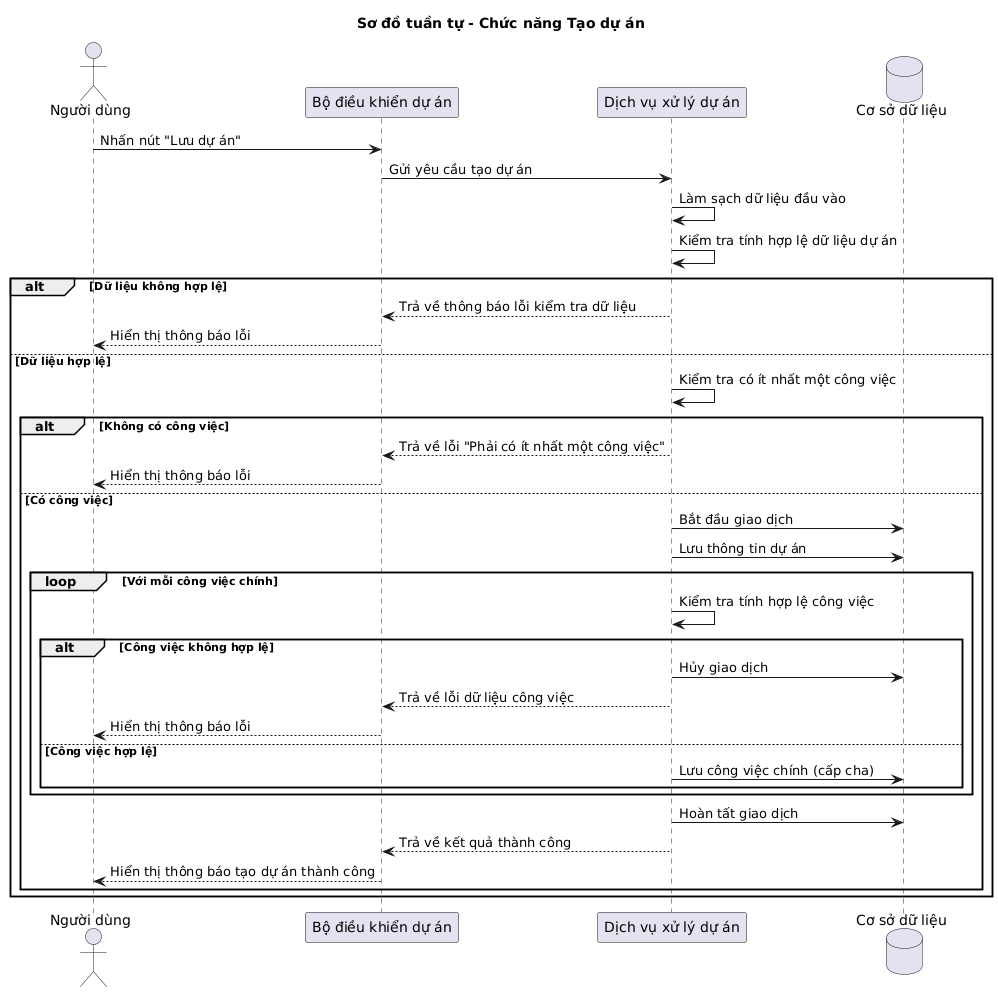 Sơ đồ tuần tự - Chức năng Tạo dự án
Người dùng
Bộ điều khiển dự án
Dịch vụ xử lý dự án
Cơ sở dữ liệu
Nhấn nút "Lưu dự án"
Gửi yêu cầu tạo dự án
Làm sạch dữ liệu đầu vào
Kiểm tra tính hợp lệ dữ liệu dự án
alt [Dữ liệu không hợp lệ]
Trả về thông báo lỗi kiểm tra dữ liệu
Hiển thị thông báo lỗi
[Dữ liệu hợp lệ]
Kiểm tra có ít nhất một công việc
alt [Không có công việc]
Trả về lỗi "Phải có ít nhất một công việc"
Hiển thị thông báo lỗi
[Có công việc]
Bắt đầu giao dịch
Lưu thông tin dự án
loop [Với mỗi công việc chính]
Kiểm tra tính hợp lệ công việc
alt [Công việc không hợp lệ]
Hủy giao dịch
Trả về lỗi dữ liệu công việc
Hiển thị thông báo lỗi
[Công việc hợp lệ]
Lưu công việc chính (cấp cha)
Hoàn tất giao dịch
Trả về kết quả thành công
Hiển thị thông báo tạo dự án thành công
Người dùng
Bộ điều khiển dự án
Dịch vụ xử lý dự án
Cơ sở dữ liệu